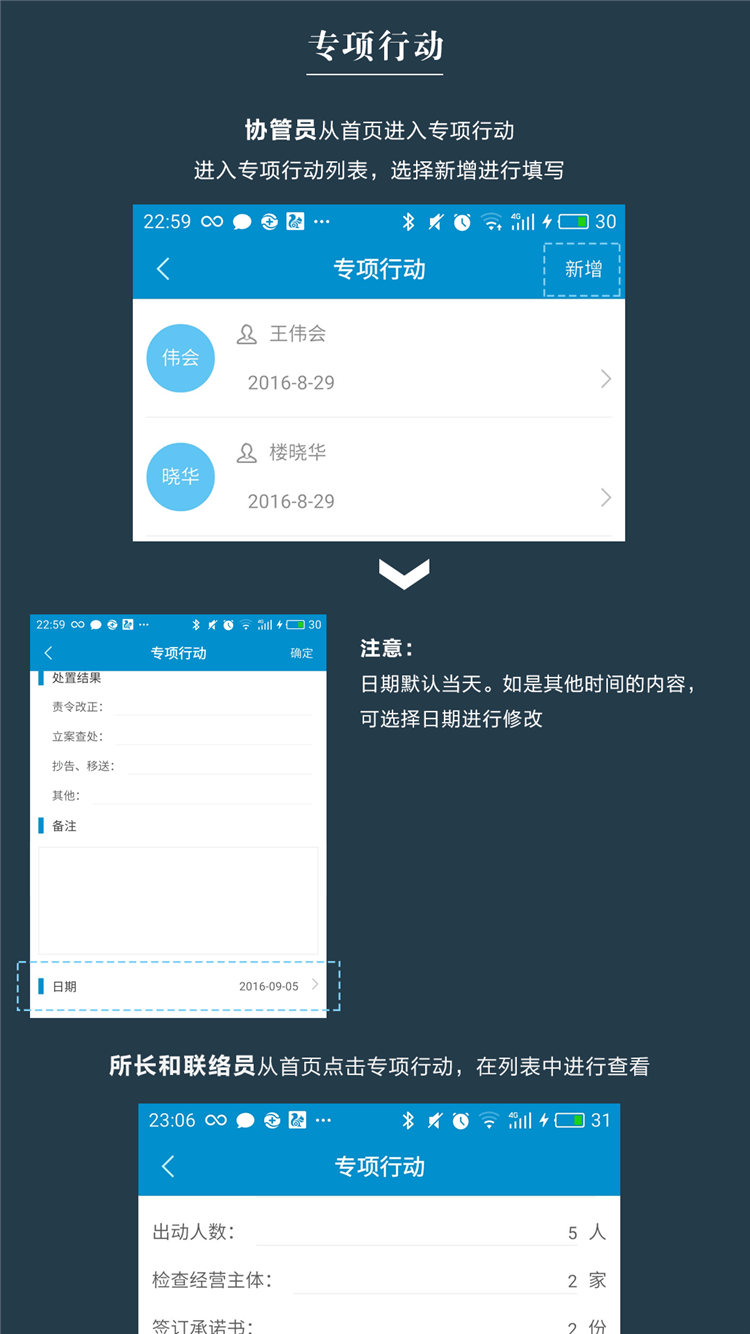 专项行动
协管员从首页进入专项行动
进入专项行动列表，选择新增进行填写
22:59 ··· 4G 30
专项行动 新增
伟会 王伟会
2016-8-29
晓华 楼晓华
2016-8-29
22:59 ··· 4G 30
专项行动 确定
处置结果
责令改正：
立案查处：
抄告、移送：
其他：
备注
日期 2016-09-05
注意：
日期默认当天。如是其他时间的内容，
可选择日期进行修改
所长和联络员从首页点击专项行动，在列表中进行查看
23:06 ··· 4G 31
专项行动
出动人数： 5 人
检查经营主体： 2 家
签订承诺书： 2 份